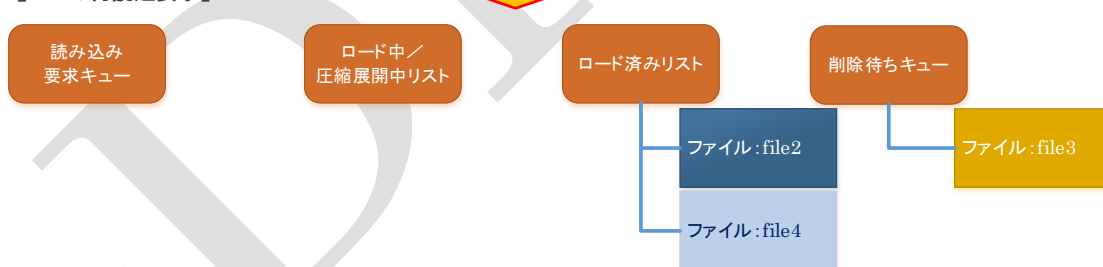 読み込み
要求キュー
ロード中／
圧縮展開中リスト
ロード済みリスト
削除待ちキュー
ファイル:file2
ファイル:file3
ファイル:file4